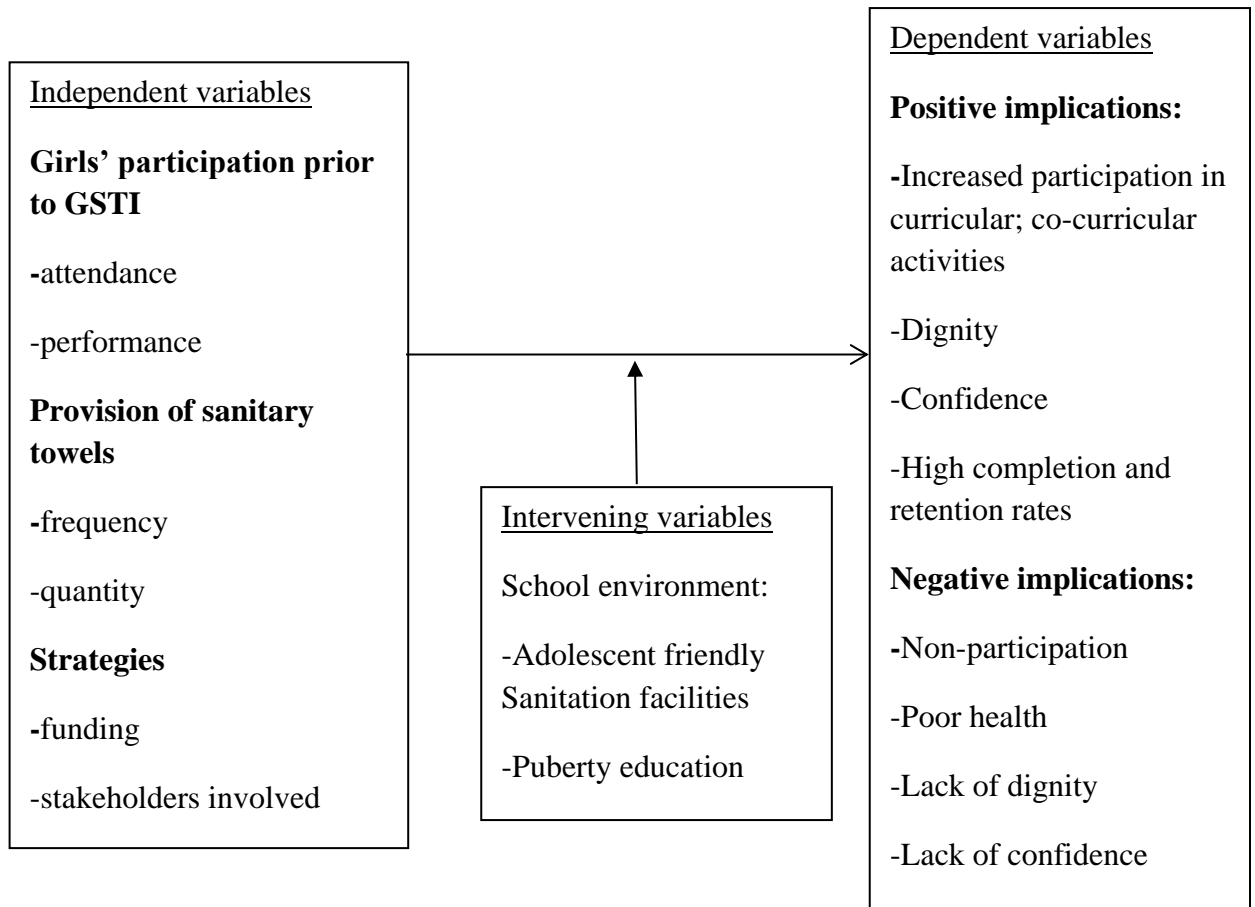 Independent variables
Girls’ participation prior
to GSTI
-attendance
-performance
Provision of sanitary
towels
-frequency
-quantity
Strategies
-funding
-stakeholders involved
Intervening variables
School environment:
-Adolescent friendly
Sanitation facilities
-Puberty education
Dependent variables
Positive implications:
-Increased participation in
curricular; co-curricular
activities
-Dignity
-Confidence
-High completion and
retention rates
Negative implications:
-Non-participation
-Poor health
-Lack of dignity
-Lack of confidence